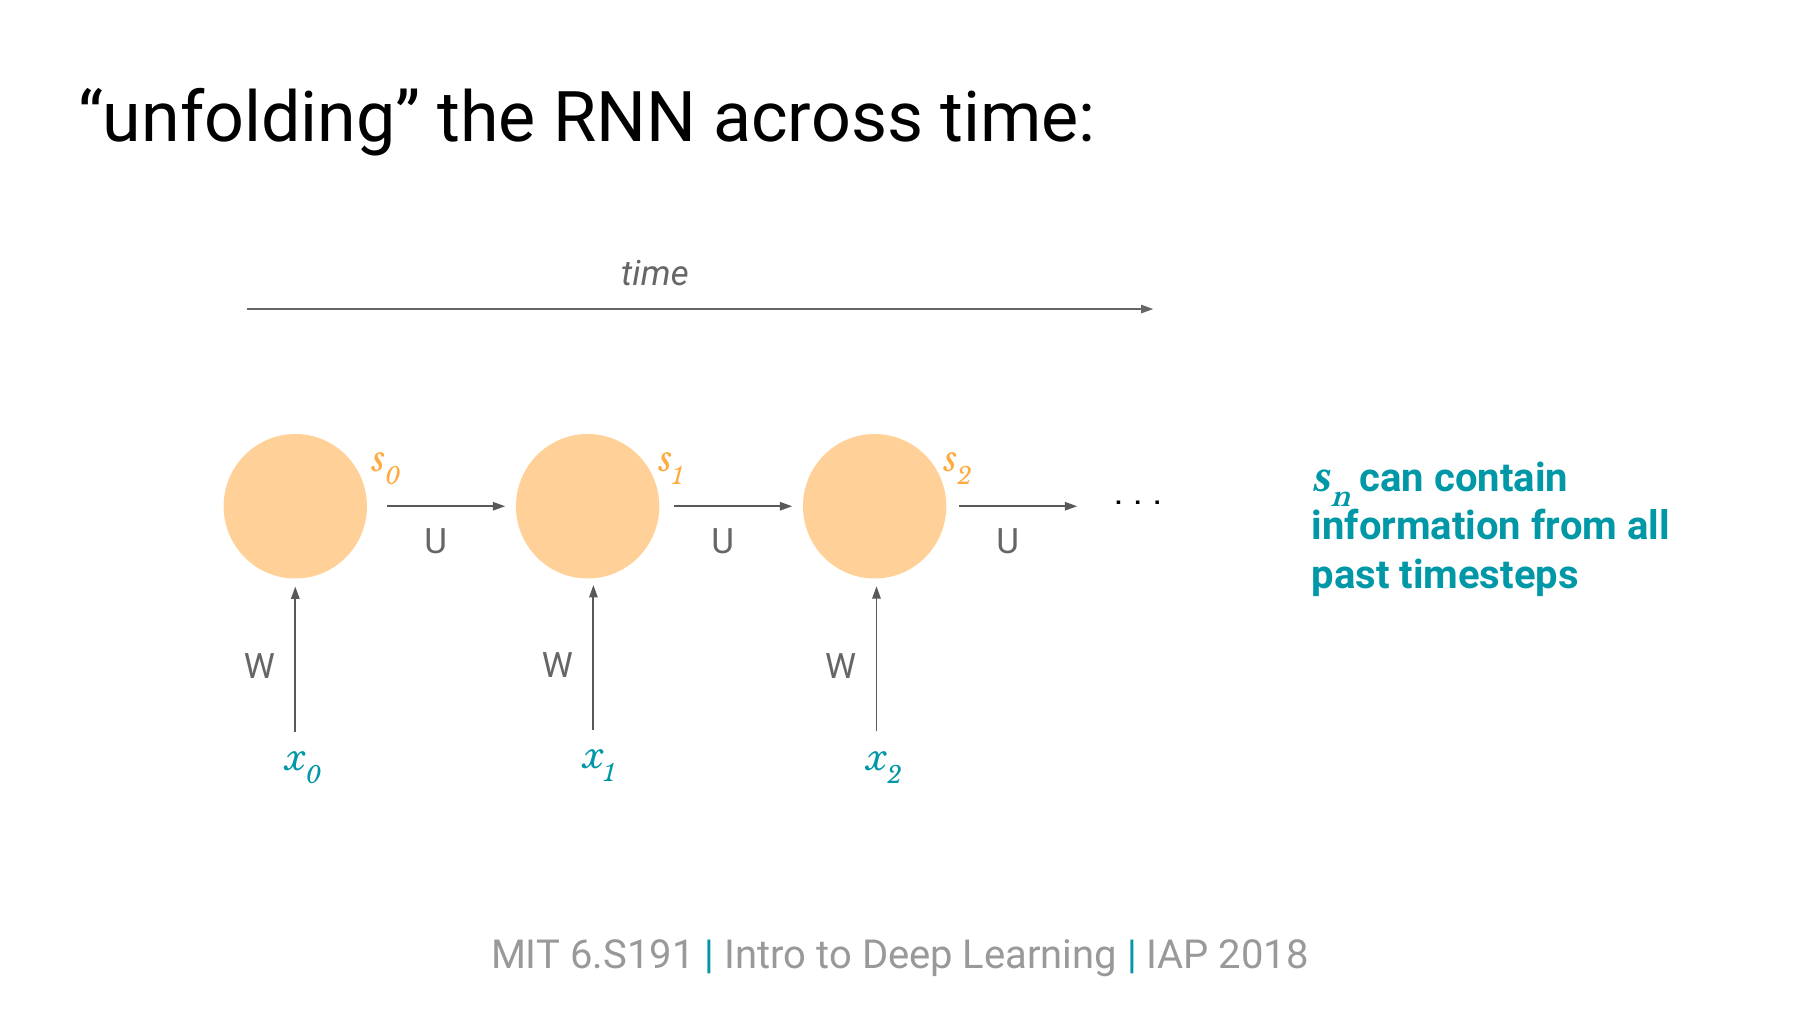 “unfolding” the RNN across time:
time
s0 s1 s2
. . .
U U U
sn can contain
information from all
past timesteps
W W W
x0 x1 x2
MIT 6.S191 | Intro to Deep Learning | IAP 2018